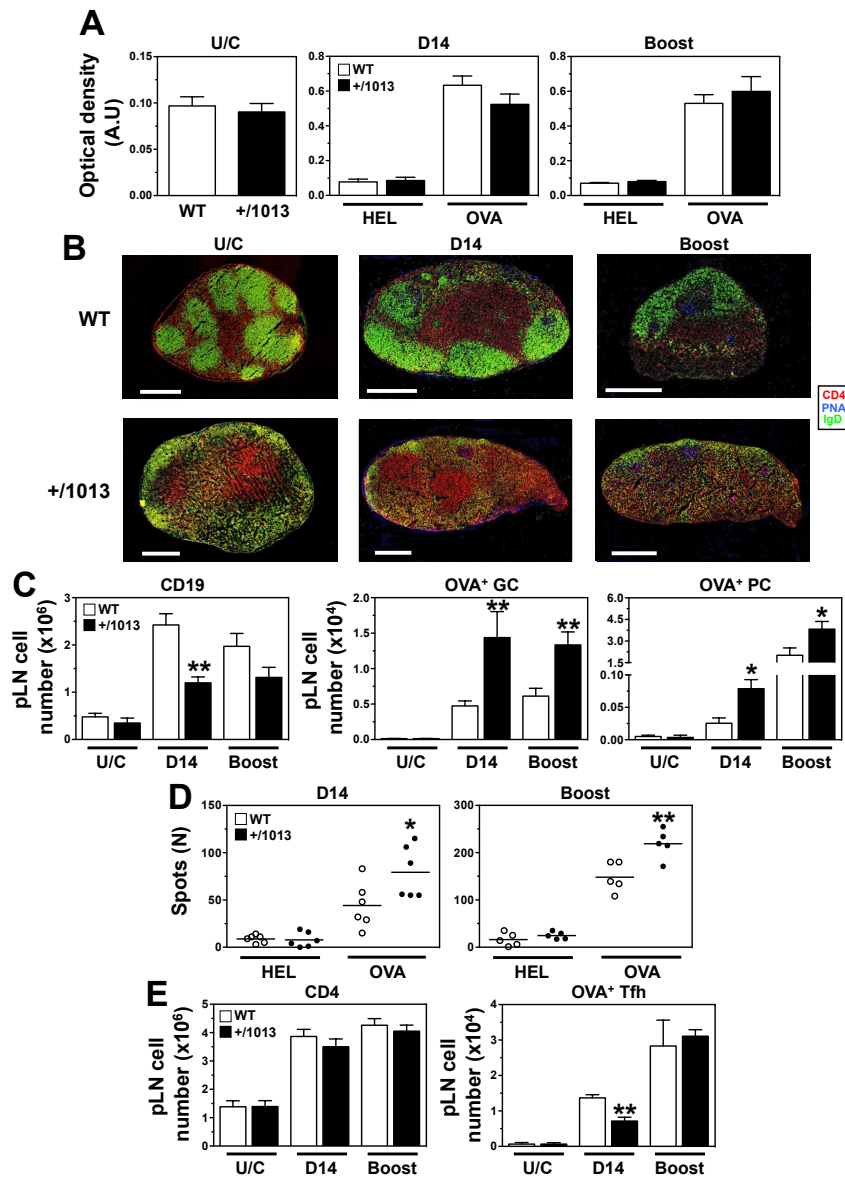 A
U/C
D14
Boost
Optical density
(A.U)
0.15
0.10
0.05
0.00
WT
+/1013
0.8
0.6
0.4
0.2
0.0
WT
+/1013
HEL
OVA
0.8
0.6
0.4
0.2
0.0
HEL
OVA
B
U/C
D14
Boost
WT
+/1013
CD4
PNA
IgD
C
CD19
OVA+ GC
OVA+ PC
pLN cell
number (x10⁶)
3
2
1
0
WT
+/1013
**
U/C
D14
Boost
pLN cell
number (x10⁴)
2.0
1.5
1.0
0.5
0.0
**
**
U/C
D14
Boost
pLN cell
number (x10⁴)
6.0
4.5
3.0
1.5
0.10
0.05
0.00
*
*
U/C
D14
Boost
D
D14
Boost
Spots (N)
150
100
50
0
WT
+/1013
*
HEL
OVA
300
200
100
0
**
HEL
OVA
E
CD4
OVA+ Tfh
pLN cell
number (x10⁶)
5
4
3
2
1
0
WT
+/1013
U/C
D14
Boost
pLN cell
number (x10⁴)
4
3
2
1
0
**
U/C
D14
Boost